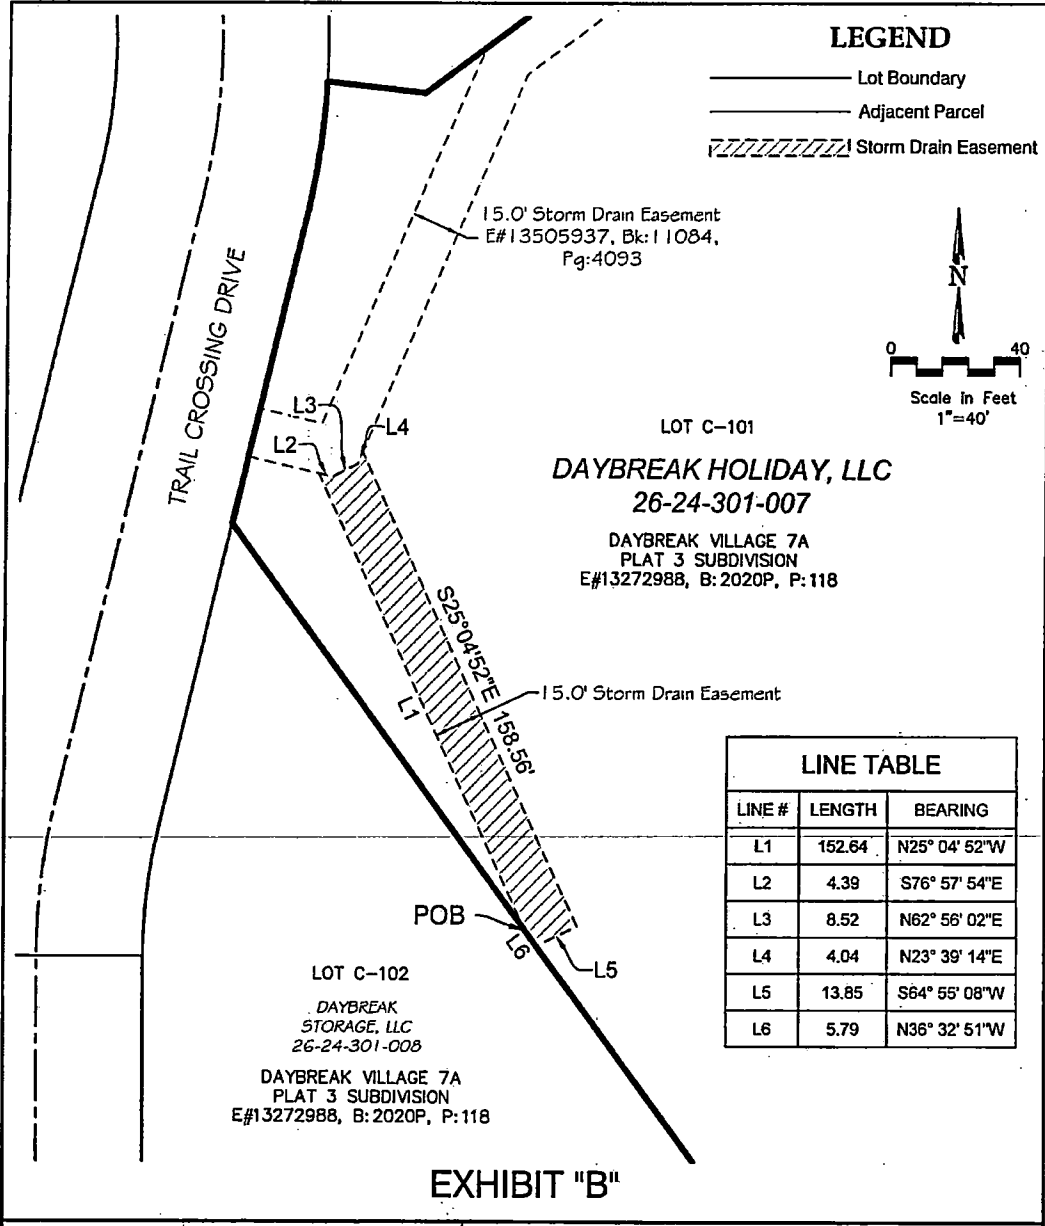 LEGEND
Lot Boundary
Adjacent Parcel
Storm Drain Easement
15.0' Storm Drain Easement
E#13505937, Bk:11084,
Pg:4093
N
0 40
Scale in Feet
1"=40'
TRAIL CROSSING DRIVE
L3
L4
L2
LOT C-101
DAYBREAK HOLIDAY, LLC
26-24-301-007
DAYBREAK VILLAGE 7A
PLAT 3 SUBDIVISION
E#13272988, B:2020P, P:118
S25°04'52"E 158.56'
L1
15.0' Storm Drain Easement
LINE TABLE
LINE # LENGTH BEARING
L1 152.64 N25° 04' 52"W
L2 4.39 S76° 57' 54"E
L3 8.52 N62° 56' 02"E
L4 4.04 N23° 39' 14"E
L5 13.85 S64° 55' 08"W
L6 5.79 N36° 32' 51"W
POB
L6
L5
LOT C-102
DAYBREAK
STORAGE, LLC
26-24-301-008
DAYBREAK VILLAGE 7A
PLAT 3 SUBDIVISION
E#13272988, B:2020P, P:118
EXHIBIT "B"